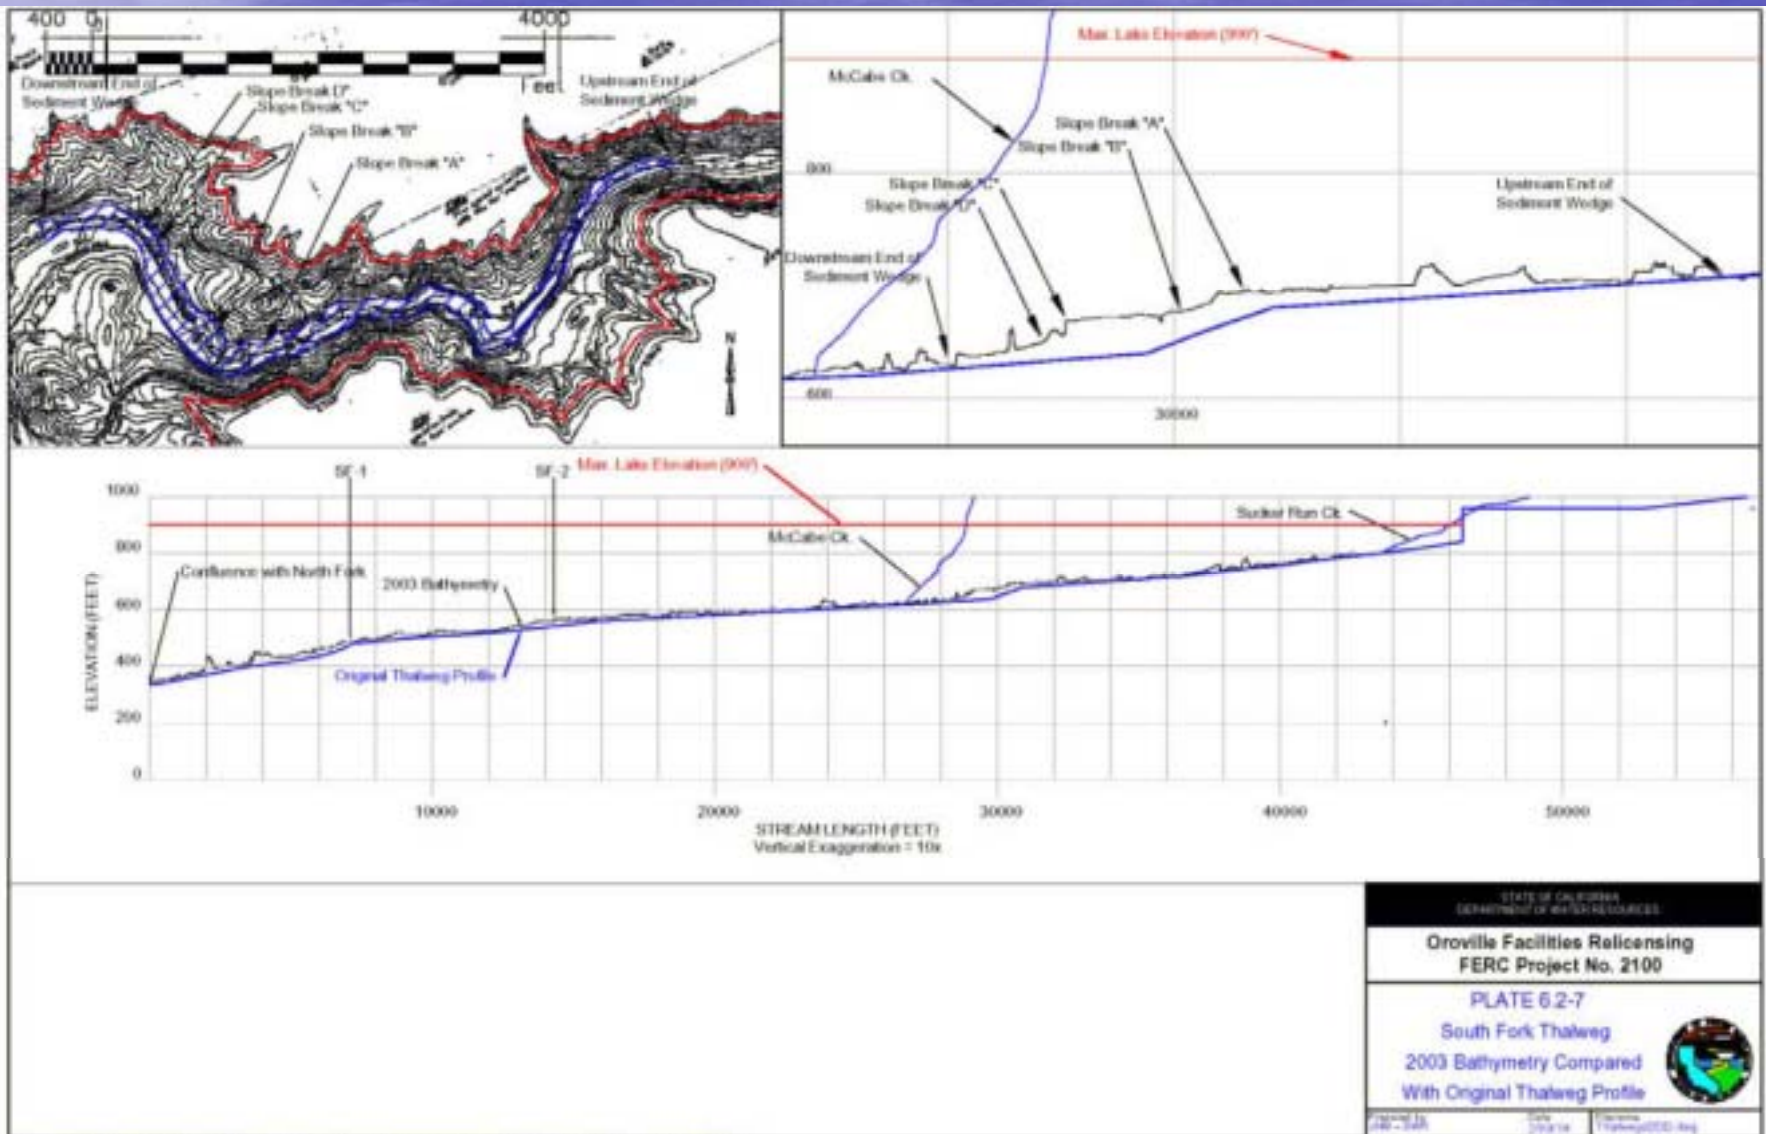 400 0 4000
Feet
Downstream End of
Sediment Wedge
Slope Break D"
Slope Break "C"
Slope Break "B"
Slope Break "A"
Upstream End of
Sediment Wedge
N
Max. Lake Elevation (900')
McCabe Ck.
Slope Break "A"
Slope Break "B"
Slope Break "C"
Slope Break "D"
800
Upstream End of
Sediment Wedge
Downstream End of
Sediment Wedge
600
30000
SF-1
SF-2
Max. Lake Elevation (900')
1000
800
600
400
200
0
ELEVATION (FEET)
Confluence with North Fork
2003 Bathymetry
Original Thalweg Profile
McCabe Ck.
Sucker Run Ck.
10000
20000
30000
40000
50000
STREAM LENGTH (FEET)
Vertical Exaggeration = 10x
STATE OF CALIFORNIA
DEPARTMENT OF WATER RESOURCES
Oroville Facilities Relicensing
FERC Project No. 2100
PLATE 6.2-7
South Fork Thalweg
2003 Bathymetry Compared
With Original Thalweg Profile
Prepared by
Date